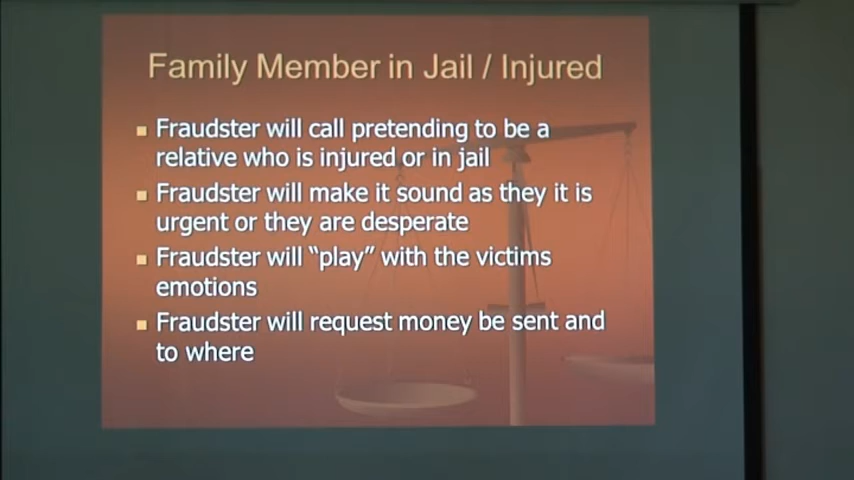 Family Member in Jail / Injured
Fraudster will call pretending to be a
relative who is injured or in jail
Fraudster will make it sound as they it is
urgent or they are desperate
Fraudster will “play” with the victims
emotions
Fraudster will request money be sent and
to where